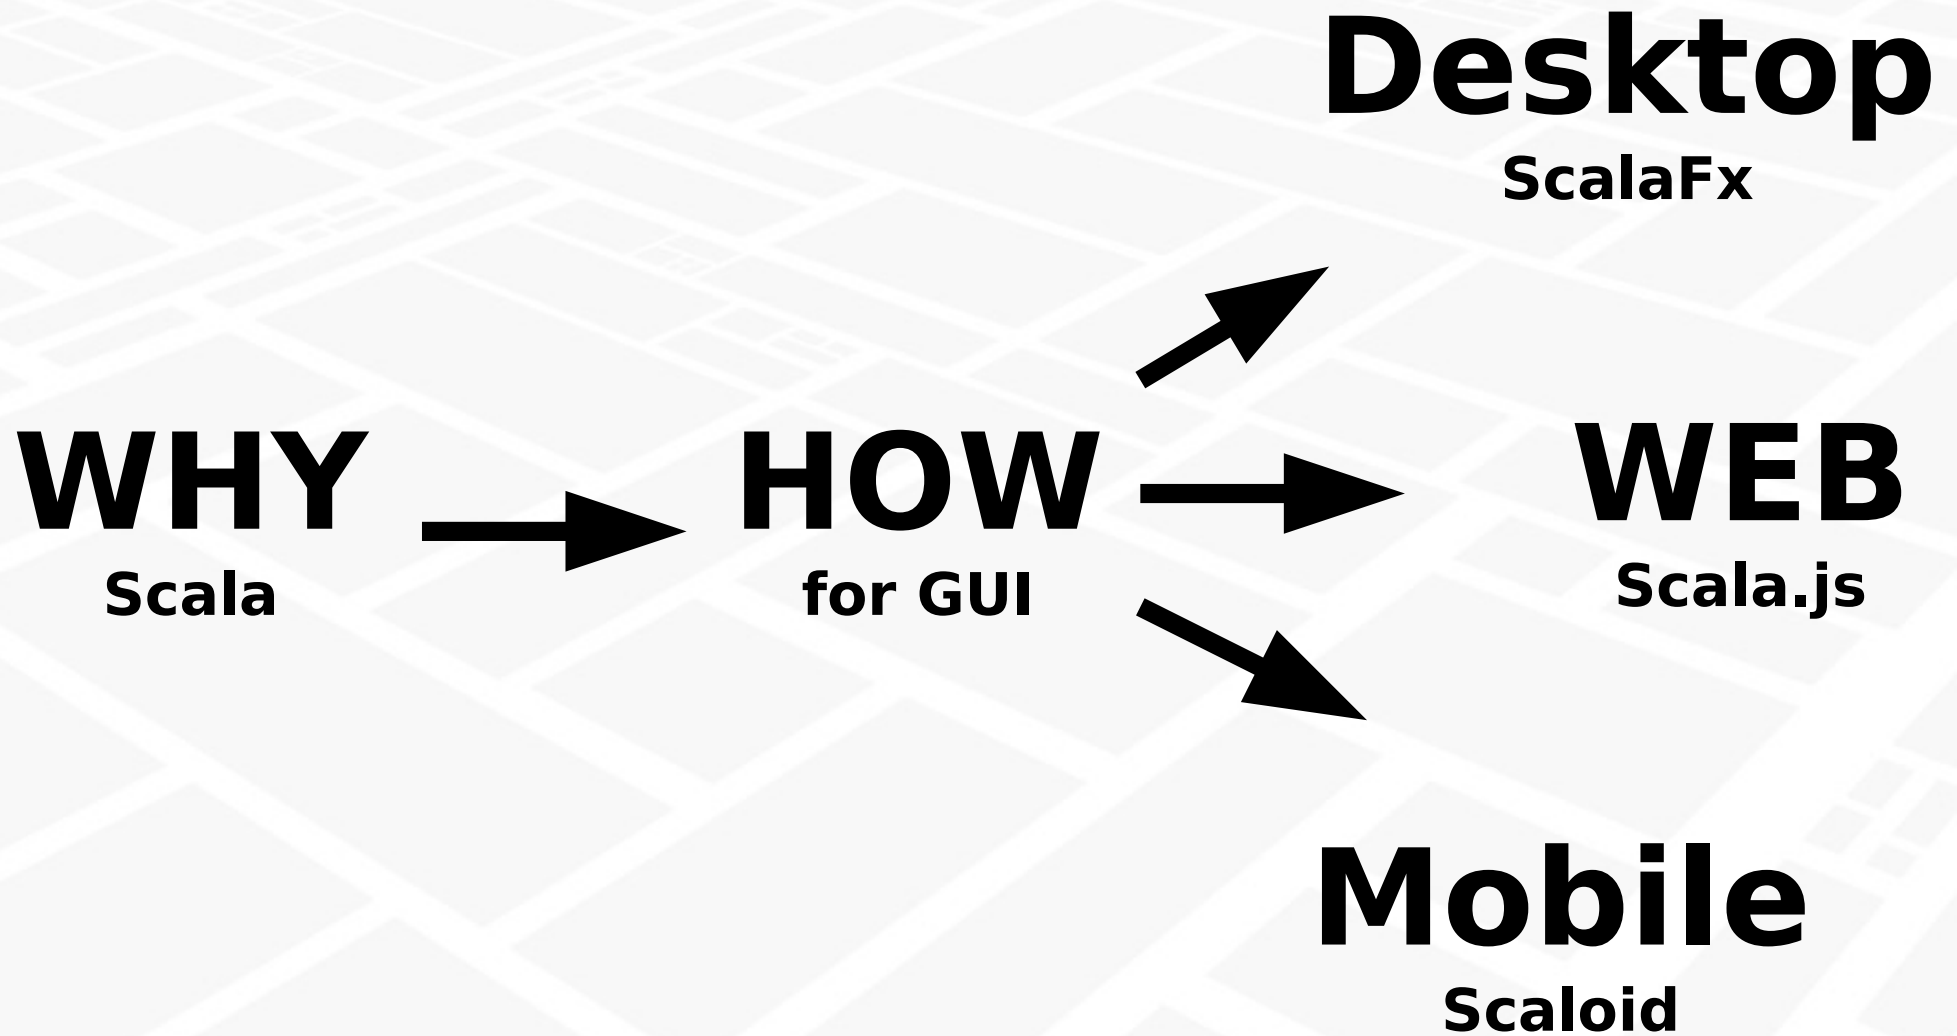 Desktop
ScalaFx
WHY
Scala
HOW
for GUI
WEB
Scala.js
Mobile
Scaloid